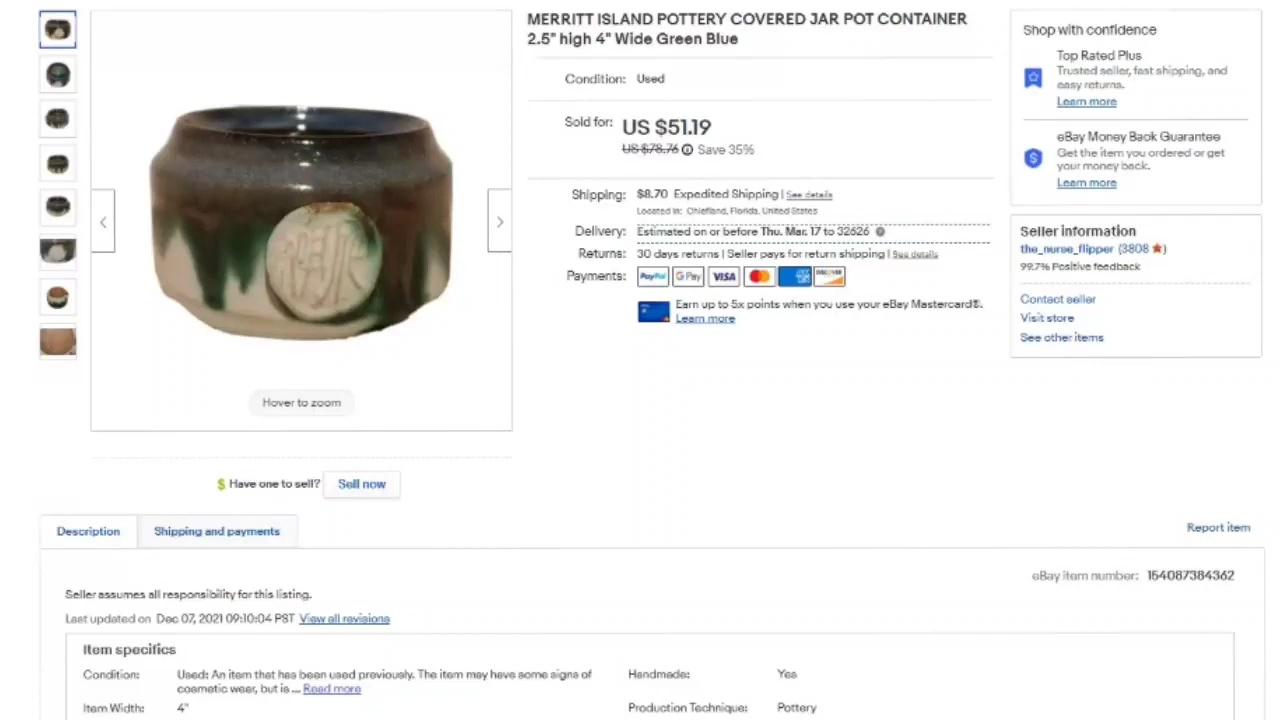 MERRITT ISLAND POTTERY COVERED JAR POT CONTAINER
2.5" high 4" Wide Green Blue
Condition: Used
Sold for: US $51.19
US $78.76 Save 35%
Shipping: $8.70 Expedited Shipping | See details
Located in: Chiefland, Florida, United States
Delivery: Estimated on or before Thu. Mar. 17 to 32626
Returns: 30 days returns | Seller pays for return shipping | See details
Payments: PayPal G Pay VISA DISCOVER
Earn up to 5x points when you use your eBay Mastercard®.
Learn more
Shop with confidence
Top Rated Plus
Trusted seller, fast shipping, and
easy returns.
Learn more
eBay Money Back Guarantee
Get the item you ordered or get
your money back.
Learn more
Seller information
the_nurse_flipper (3808)
99.7% Positive feedback
Contact seller
Visit store
See other items
Hover to zoom
$ Have one to sell? Sell now
Description Shipping and payments
Report item
eBay item number: 154087384362
Seller assumes all responsibility for this listing.
Last updated on Dec 07, 2021 09:10:04 PST View all revisions
Item specifics
Condition: Used: An item that has been used previously. The item may have some signs of
cosmetic wear, but is ... Read more
Handmade: Yes
Item Width: 4"
Production Technique: Pottery